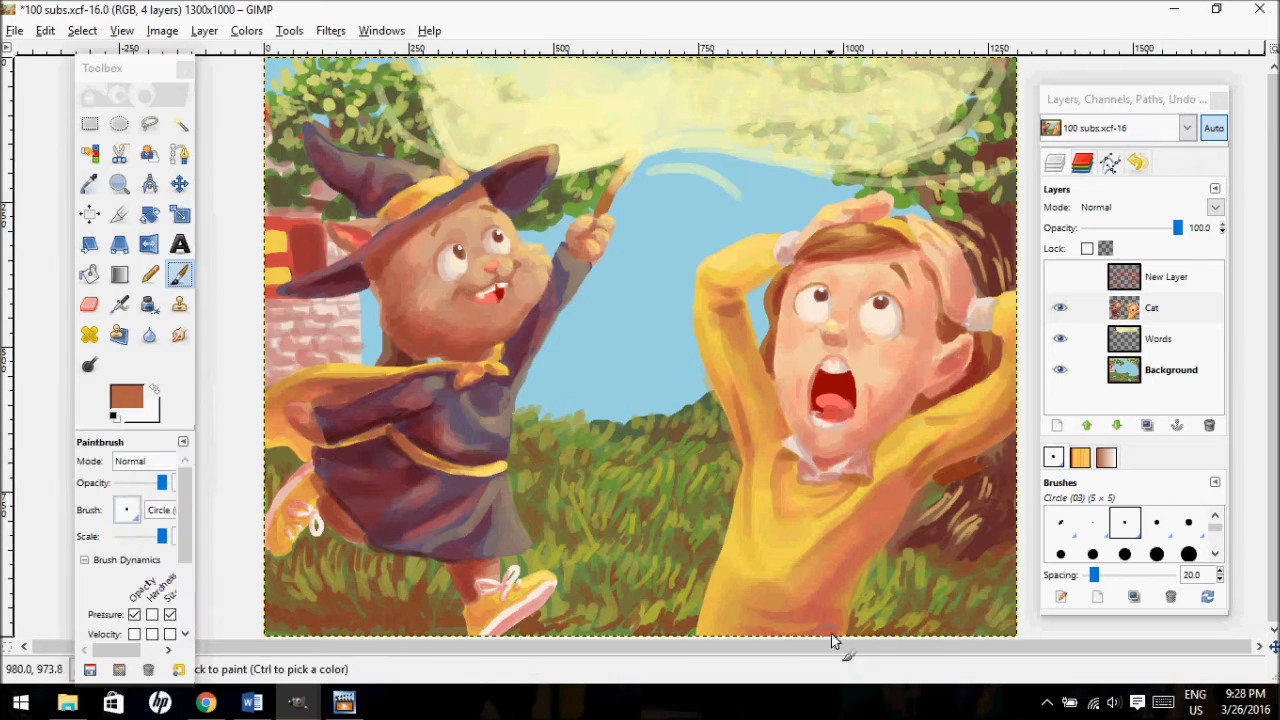 *100 subs.xcf-16.0 (RGB, 4 layers) 1300x1000 – GIMP
File Edit Select View Image Layer Colors Tools Filters Windows Help
-250 0 250 500 750 1000 1250 1500
Toolbox
Layers, Channels, Paths, Undo ...
100 subs.xcf-16 Auto
Layers
Mode: Normal
Opacity: 100.0
Lock:
New Layer
Cat
Words
Background
Paintbrush
Mode: Normal
Opacity:
Brush: Circle (
Scale:
Brush Dynamics
Opacity Hardness Siz
Pressure:
Velocity:
Brushes
Circle (03) (5 × 5)
Spacing: 20.0
980.0, 973.8 ck to paint (Ctrl to pick a color)
hp
ENG
US
9:28 PM
3/26/2016